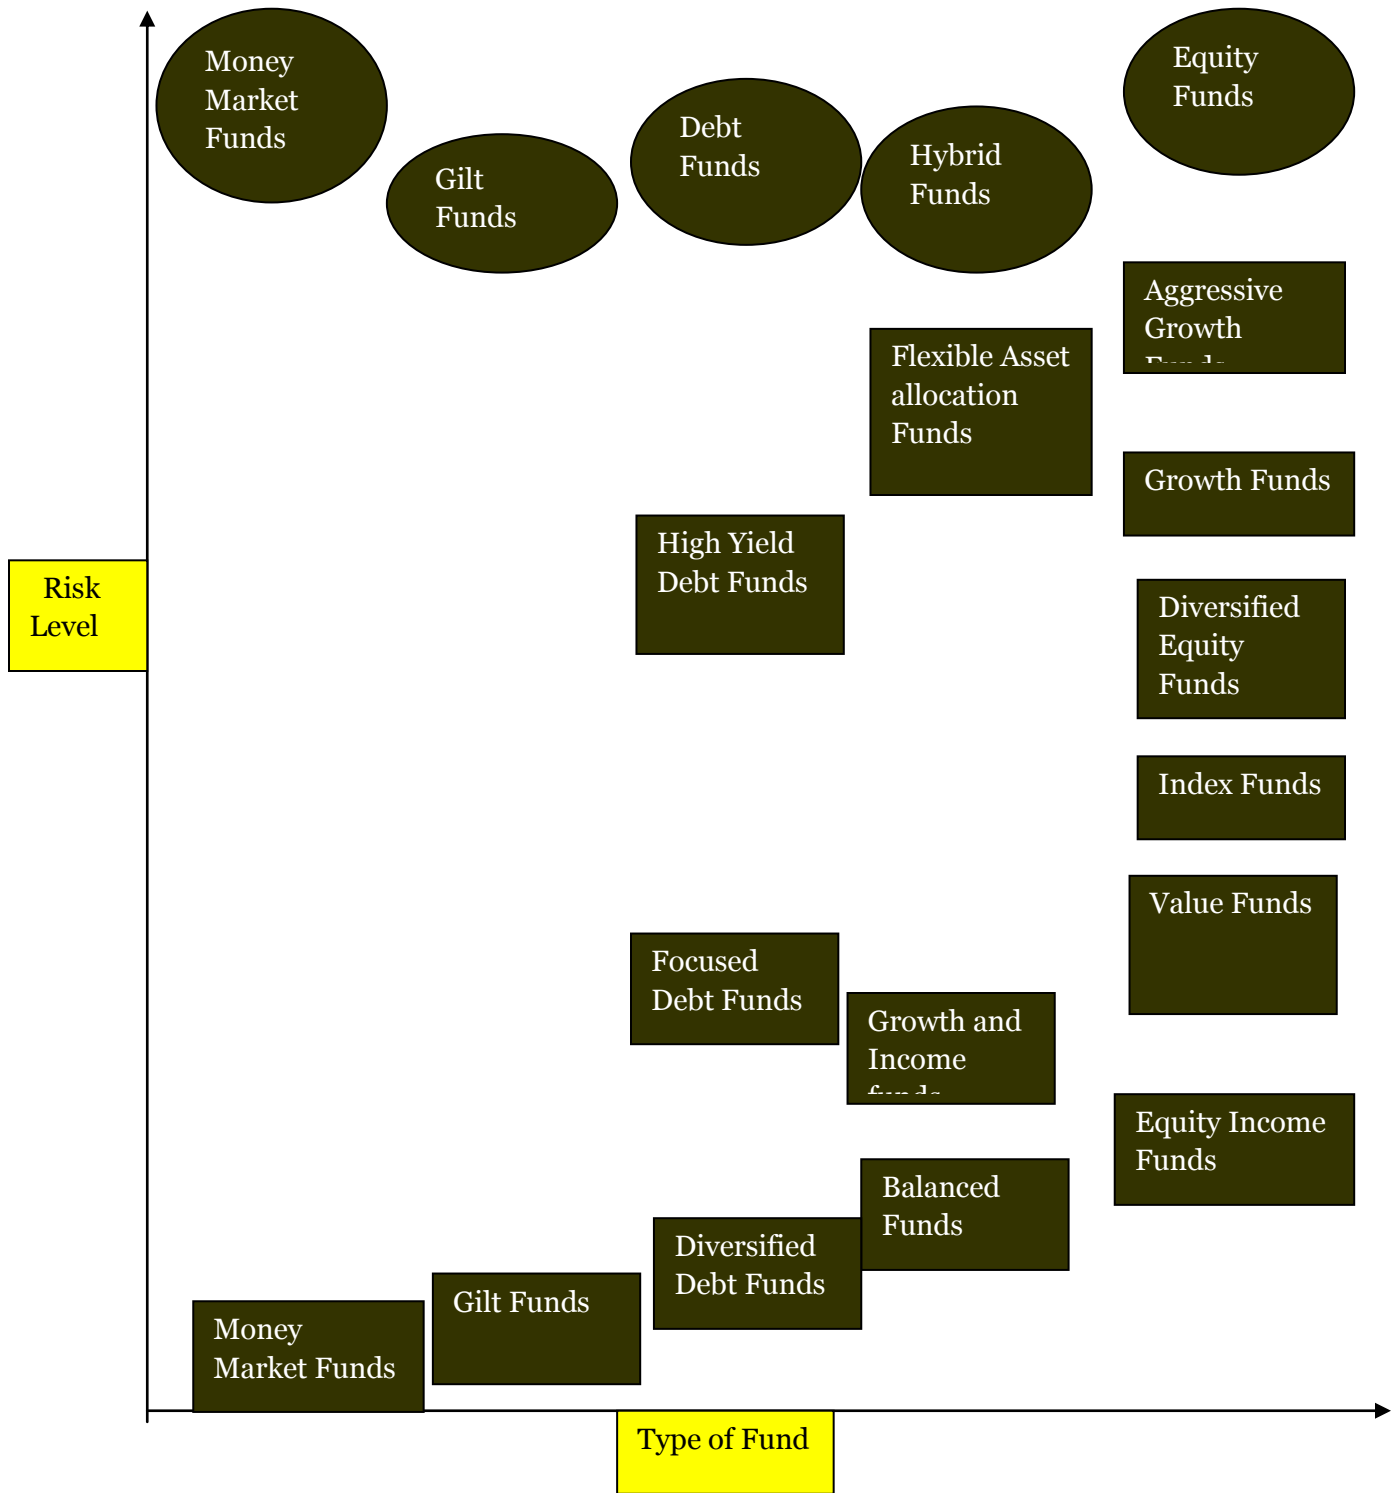 Money
Market
Funds
Gilt
Funds
Debt
Funds
Hybrid
Funds
Equity
Funds
Aggressive
Growth
Flexible Asset
allocation
Funds
Growth Funds
High Yield
Debt Funds
Risk
Level
Diversified
Equity
Funds
Index Funds
Value Funds
Focused
Debt Funds
Growth and
Income
Equity Income
Funds
Balanced
Funds
Diversified
Debt Funds
Gilt Funds
Money
Market Funds
Type of Fund